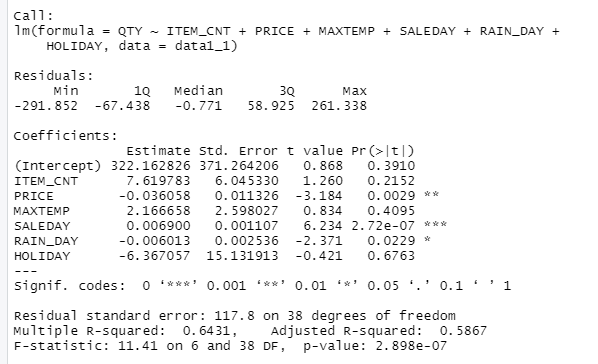 Call:
lm(formula = QTY ~ ITEM_CNT + PRICE + MAXTEMP + SALEDAY + RAIN_DAY +
    HOLIDAY, data = data1_1)
Residuals:
     Min       1Q   Median       3Q      Max
-291.852  -67.438   -0.771   58.925  261.338
Coefficients:
              Estimate Std. Error t value Pr(>|t|)
(Intercept) 322.162826 371.264206   0.868   0.3910
ITEM_CNT      7.619783   6.045330   1.260   0.2152
PRICE        -0.036058   0.011326  -3.184   0.0029 **
MAXTEMP       2.166658   2.598027   0.834   0.4095
SALEDAY       0.006900   0.001107   6.234 2.72e-07 ***
RAIN_DAY     -0.006013   0.002536  -2.371   0.0229 *
HOLIDAY      -6.367057  15.131913  -0.421   0.6763
---
Signif. codes:  0 ‘***’ 0.001 ‘**’ 0.01 ‘*’ 0.05 ‘.’ 0.1 ‘ ’ 1
Residual standard error: 117.8 on 38 degrees of freedom
Multiple R-squared:  0.6431,    Adjusted R-squared:  0.5867
F-statistic: 11.41 on 6 and 38 DF,  p-value: 2.898e-07